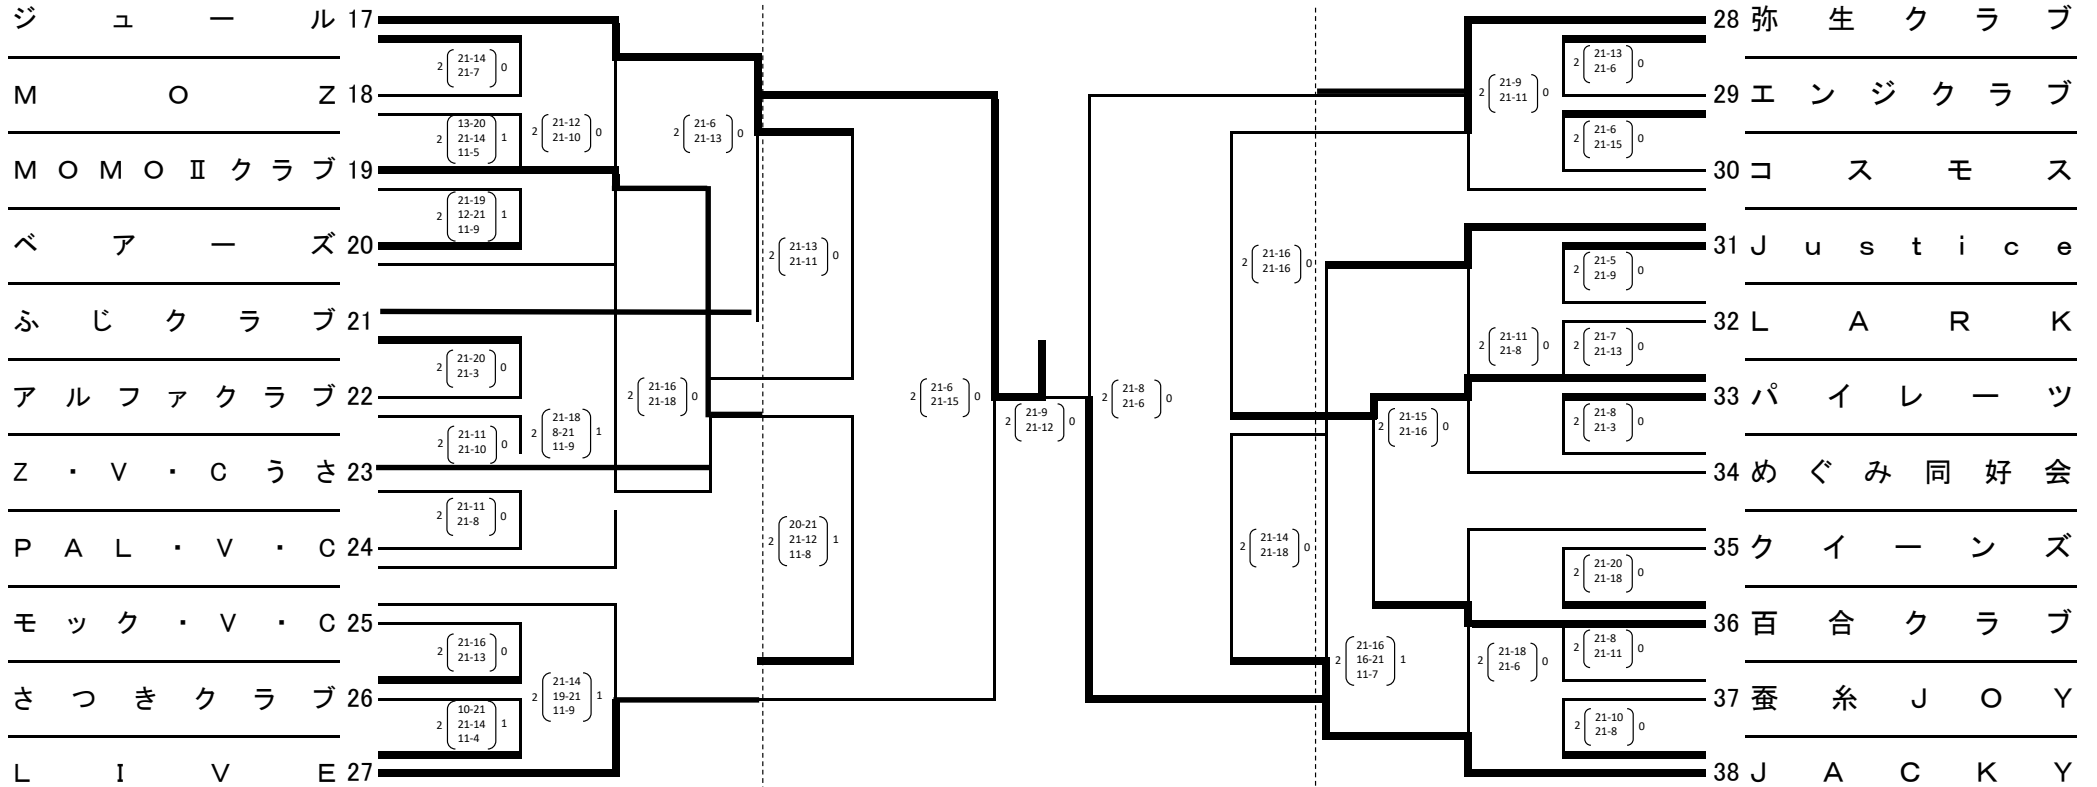 ジュール 17
2 21-14 21-7 0
MOZ 18
2 13-20 21-14 11-5 1
2 21-12 21-10 0
2 21-6 21-13 0
MOMOⅡクラブ 19
2 21-19 12-21 11-9 1
ベアーズ 20
2 21-13 21-11 0
ふじクラブ 21
2 21-20 21-3 0
アルファクラブ 22
2 21-16 21-18 0
2 21-11 21-10 0
2 21-18 8-21 11-9 1
Z・V・Cうさ 23
2 21-11 21-8 0
PAL・V・C 24
2 20-21 21-12 11-8 1
モック・V・C 25
2 21-16 21-13 0
さつきクラブ 26
2 21-14 19-21 11-9 1
2 10-21 21-14 11-4 1
LIVE 27
2 21-6 21-15 0
2 21-9 21-12 0
2 21-8 21-6 0
28 弥生クラブ
2 21-13 21-6 0
2 21-9 21-11 0
29 エンジクラブ
2 21-6 21-15 0
30 コスモス
31 Justice
2 21-16 21-16 0
2 21-5 21-9 0
32 LARK
2 21-11 21-8 0
2 21-7 21-13 0
33 パイレーツ
2 21-15 21-16 0
2 21-8 21-3 0
34 めぐみ同好会
35 クイーンズ
2 21-14 21-18 0
2 21-20 21-18 0
36 百合クラブ
2 21-16 16-21 11-7 1
2 21-18 21-6 0
2 21-8 21-11 0
37 蚕糸JOY
2 21-10 21-8 0
38 JACKY